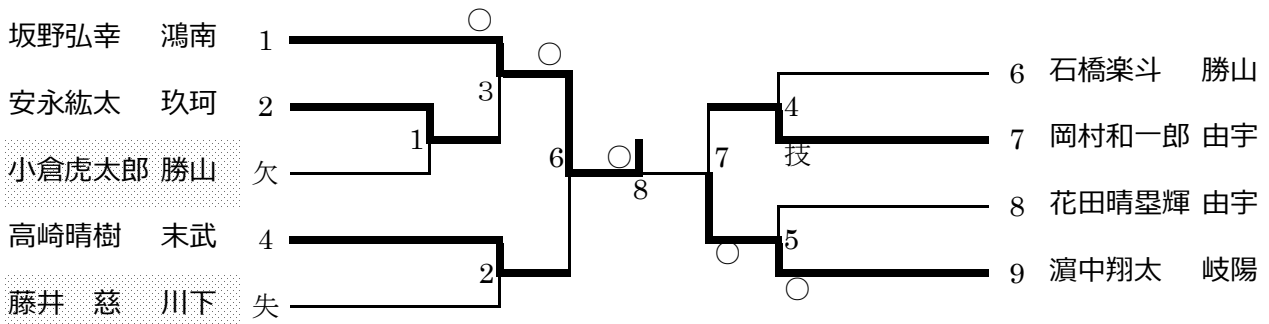 坂野弘幸 鴻南 1
安永紘太 玖珂 2
小倉虎太郎 勝山 欠
高崎晴樹 末武 4
藤井 慈 川下 失
○
3
1
2
○
6
○
8
7
4
技
○
5
○
6 石橋楽斗 勝山
7 岡村和一郎 由宇
8 花田晴塁輝 由宇
9 濵中翔太 岐陽